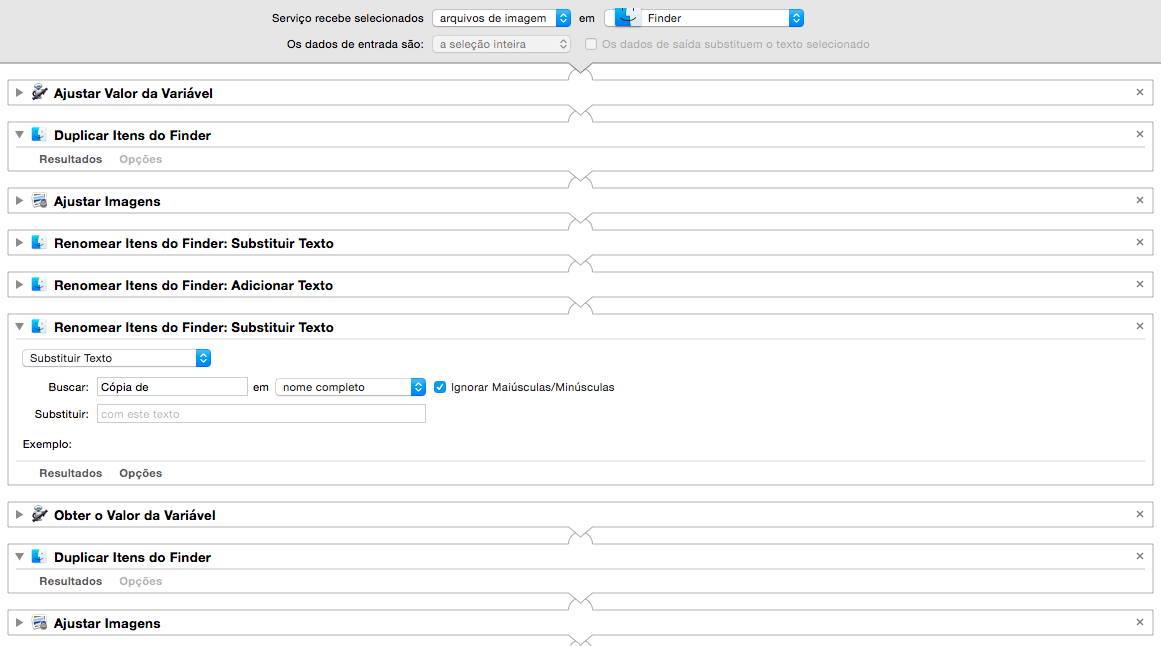 Serviço recebe selecionados arquivos de imagem em Finder
Os dados de entrada são: a seleção inteira Os dados de saída substituem o texto selecionado
Ajustar Valor da Variável
Duplicar Itens do Finder
Resultados Opções
Ajustar Imagens
Renomear Itens do Finder: Substituir Texto
Renomear Itens do Finder: Adicionar Texto
Renomear Itens do Finder: Substituir Texto
Substituir Texto
Buscar: Cópia de em nome completo Ignorar Maiúsculas/Minúsculas
Substituir: com este texto
Exemplo:
Resultados Opções
Obter o Valor da Variável
Duplicar Itens do Finder
Resultados Opções
Ajustar Imagens